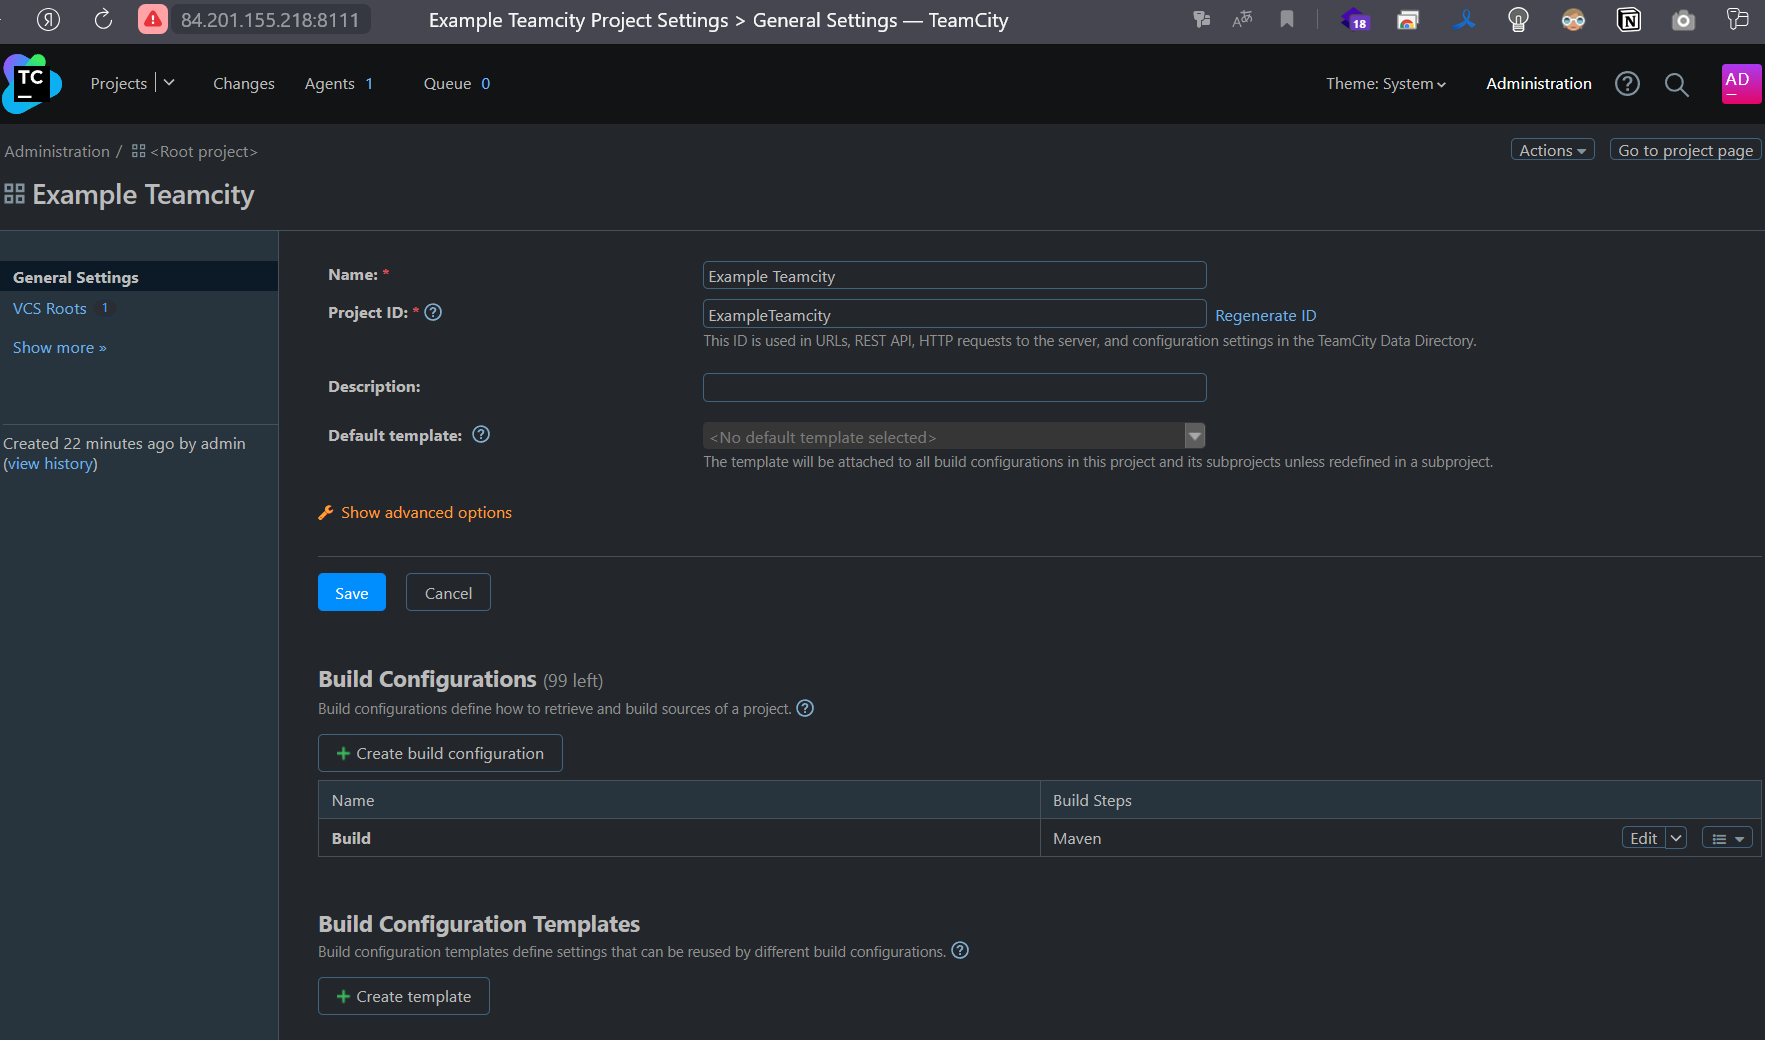 Я 84.201.155.218:8111 Example Teamcity Project Settings > General Settings — TeamCity 18
TC Projects Changes Agents 1 Queue 0 Theme: System Administration AD
Administration / <Root project> Actions Go to project page
Example Teamcity
General Settings
VCS Roots 1
Show more »
Created 22 minutes ago by admin
(view history)
Name: * Example Teamcity
Project ID: * ExampleTeamcity Regenerate ID
This ID is used in URLs, REST API, HTTP requests to the server, and configuration settings in the TeamCity Data Directory.
Description:
Default template: <No default template selected>
The template will be attached to all build configurations in this project and its subprojects unless redefined in a subproject.
Show advanced options
Save Cancel
Build Configurations (99 left)
Build configurations define how to retrieve and build sources of a project.
+ Create build configuration
Name Build Steps
Build Maven Edit
Build Configuration Templates
Build configuration templates define settings that can be reused by different build configurations.
+ Create template